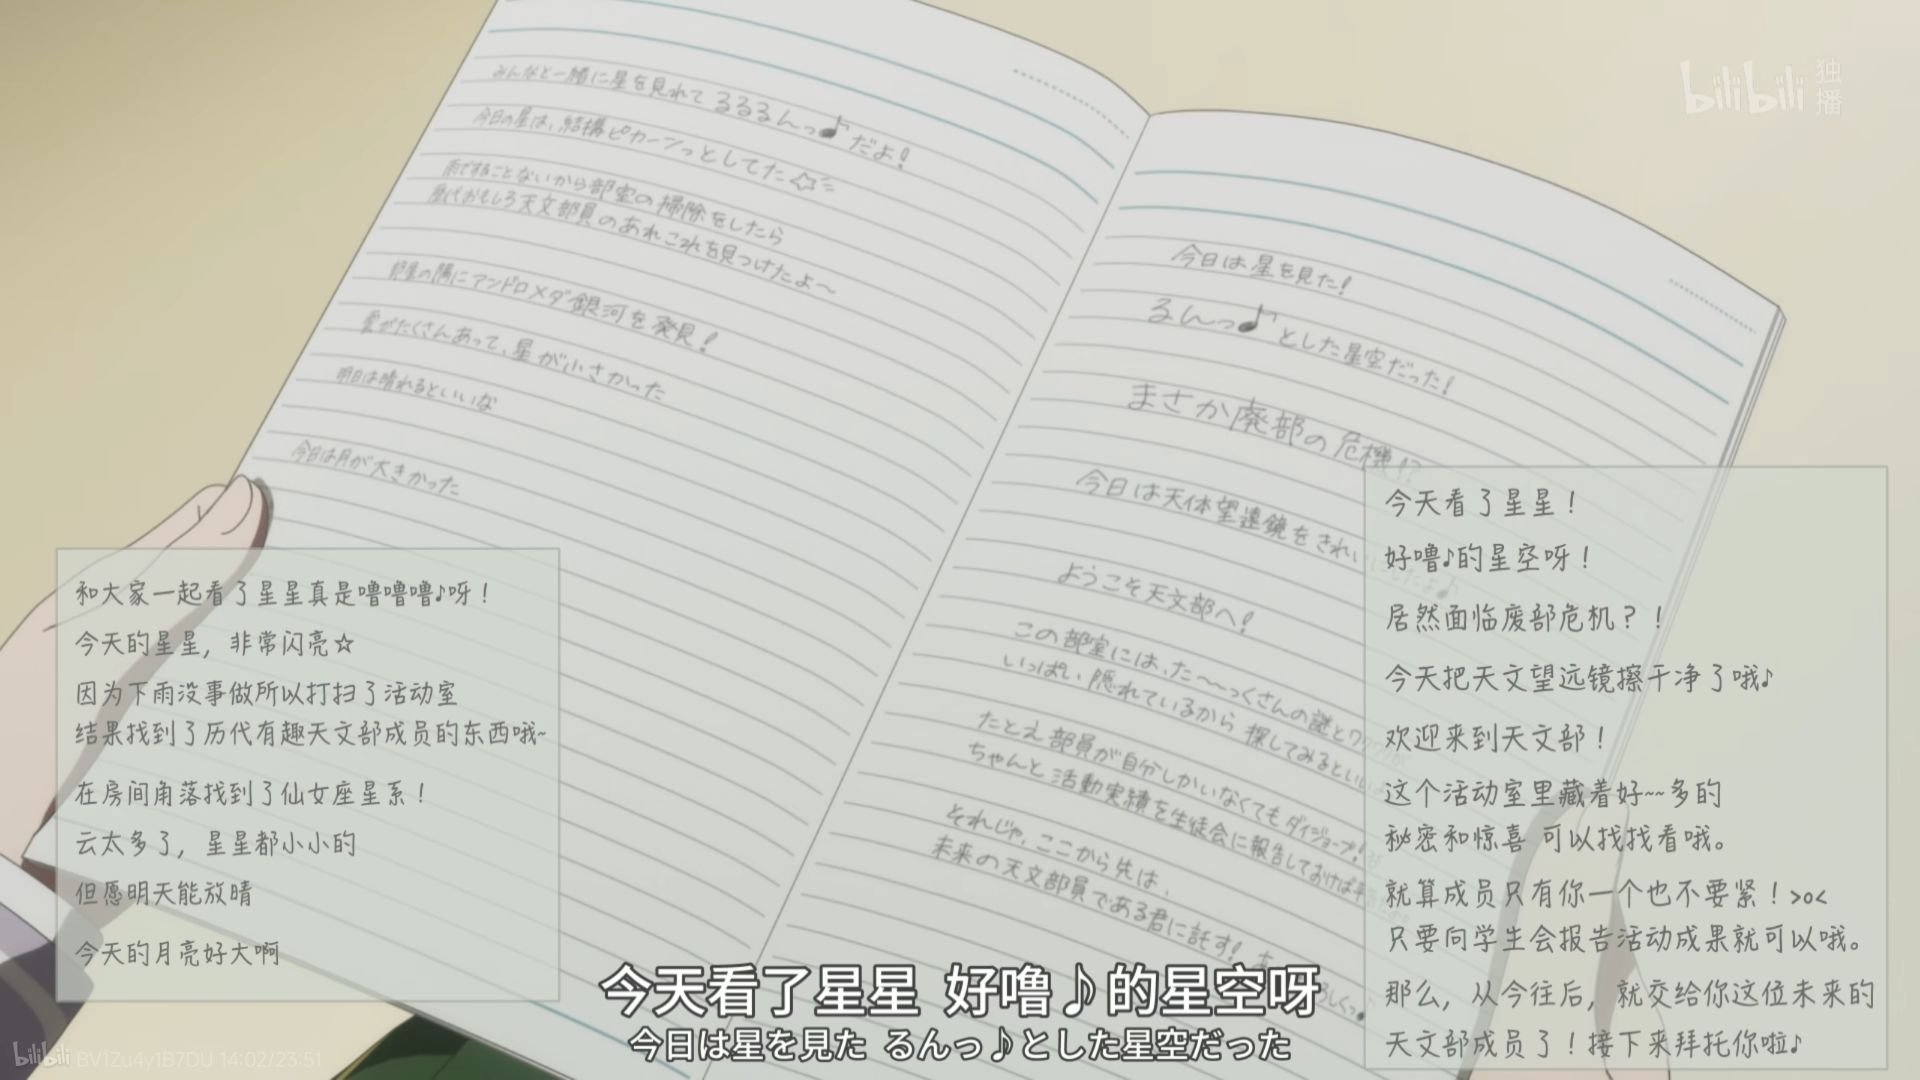 みんなと一緒に星を見れて るるるんっ♪だよ!
今日の星は、結構ピカーンっとしてた☆
雨ですることないから部室の掃除をしたら
歴代おもしろ天文部員のあれこれを見つけたよ〜
部屋の隅にアンドロメダ銀河を発見!
雲がたくさんあって、星が小さかった
明日は晴れるといいな
今日は月が大きかった
今日は星を見た!
るんっ♪とした星空だった!
まさか廃部の危機!?
今日は天体望遠鏡をきれいにしたよ♪
ようこそ天文部へ!
この部室には、た〜〜っくさんの謎とワクワクが
いっぱい隠れているから 探してみるといいよ
たとえ部員が自分しかいなくてもダイジョーブ!
ちゃんと活動実績を生徒会に報告しておけば平気だよ
それじゃ、ここから先は、
未来の天文部員である君に託す!
和大家一起看了星星真是噜噜噜♪呀!
今天的星星,非常闪亮☆
因为下雨没事做所以打扫了活动室
结果找到了历代有趣天文部成员的东西哦~
在房间角落找到了仙女座星系!
云太多了,星星都小小的
但愿明天能放晴
今天的月亮好大啊
今天看了星星!
好噜♪的星空呀!
居然面临废部危机?!
今天把天文望远镜擦干净了哦♪
欢迎来到天文部!
这个活动室里藏着好~~多的
秘密和惊喜 可以找找看哦。
就算成员只有你一个也不要紧!>o<
只要向学生会报告活动成果就可以哦。
那么,从今往后,就交给你这位未来的
天文部成员了!接下来拜托你啦♪
今天看了星星 好噜♪的星空呀
今日は星を見た るんっ♪とした星空だった
bilibili 独播
bilibili BV1Zu4y1B7DU 14:02/23:51